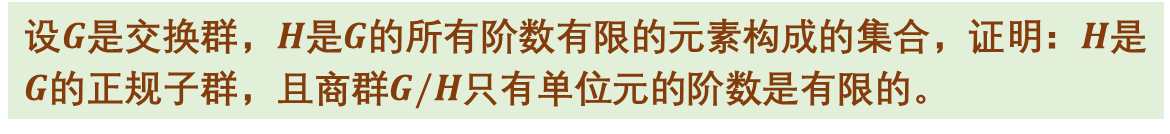 设G是交换群，H是G的所有阶数有限的元素构成的集合，证明：H是
G的正规子群，且商群G/H只有单位元的阶数是有限的。